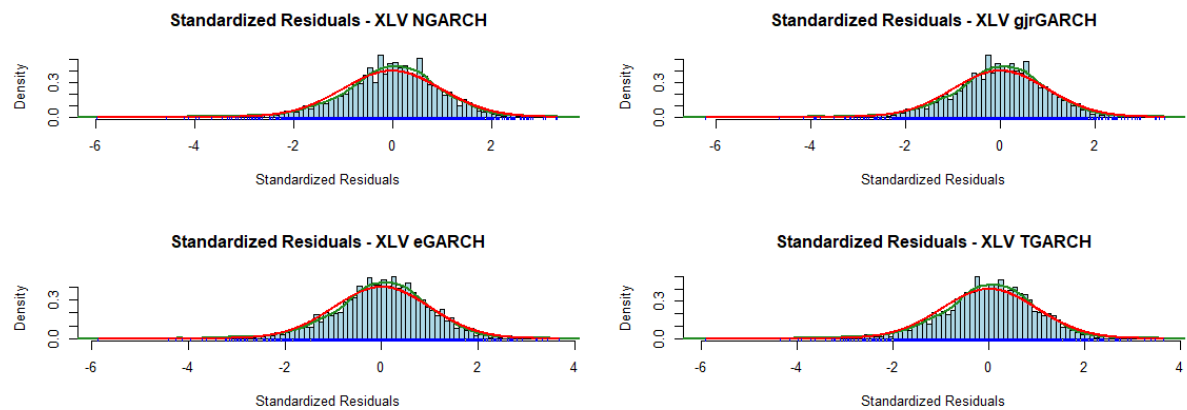 Standardized Residuals - XLV NGARCH
Density
0.0 0.3
-6 -4 -2 0 2
Standardized Residuals
Standardized Residuals - XLV gjrGARCH
Density
0.0 0.3
-6 -4 -2 0 2
Standardized Residuals
Standardized Residuals - XLV eGARCH
Density
0.0 0.3
-6 -4 -2 0 2 4
Standardized Residuals
Standardized Residuals - XLV TGARCH
Density
0.0 0.3
-6 -4 -2 0 2 4
Standardized Residuals